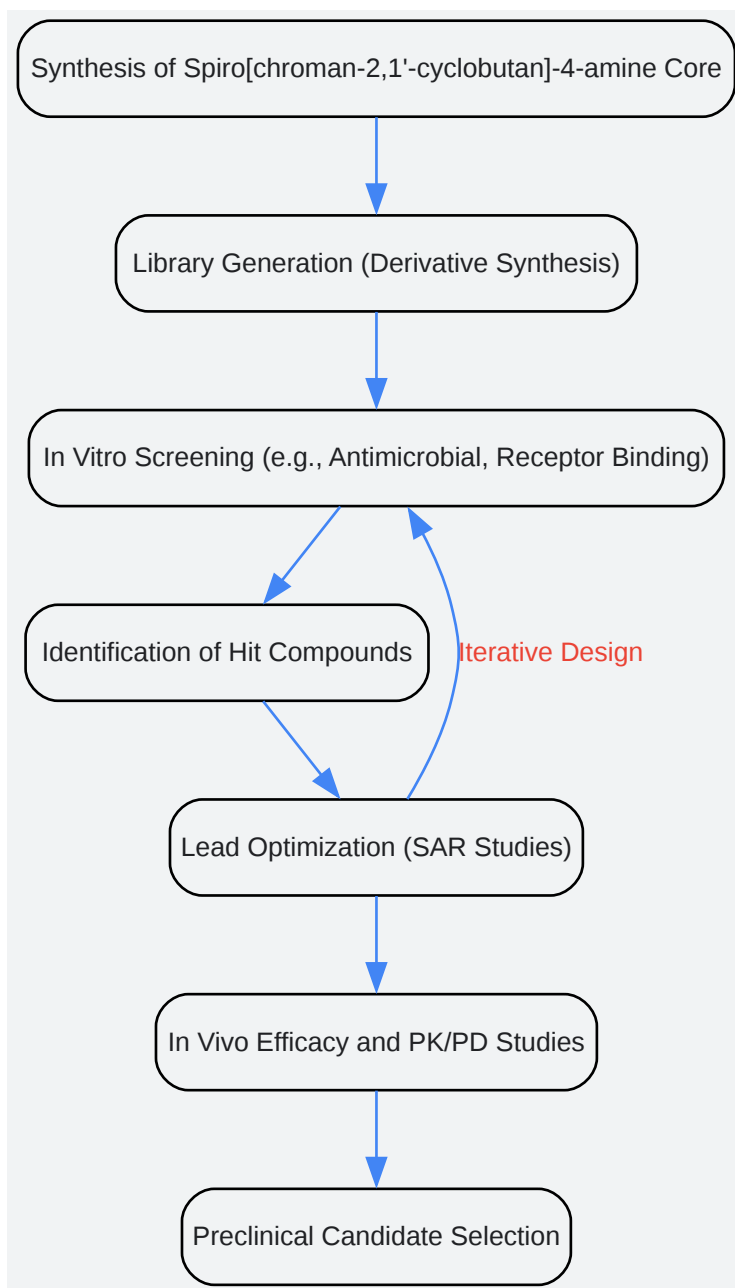 Synthesis of Spiro[chroman-2,1'-cyclobutan]-4-amine Core
Library Generation (Derivative Synthesis)
In Vitro Screening (e.g., Antimicrobial, Receptor Binding)
Identification of Hit Compounds
Iterative Design
Lead Optimization (SAR Studies)
In Vivo Efficacy and PK/PD Studies
Preclinical Candidate Selection